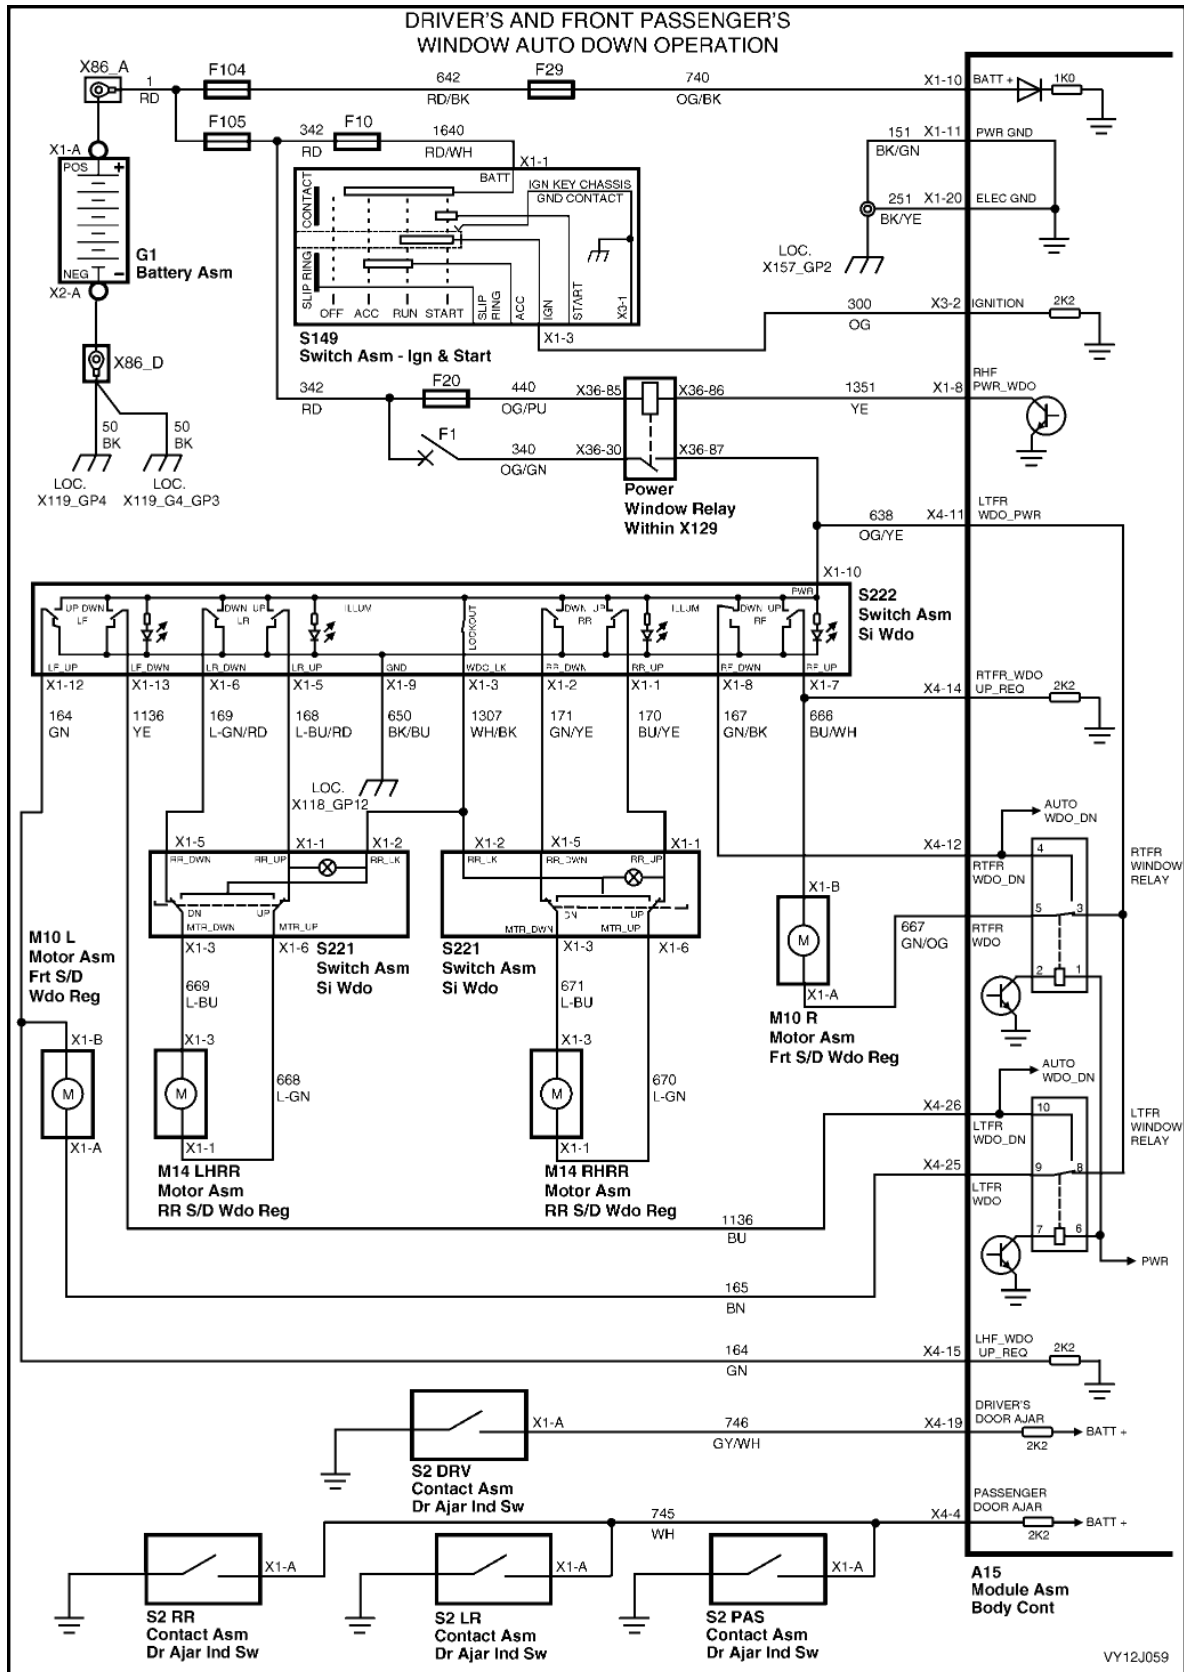 DRIVER'S AND FRONT PASSENGER'S
WINDOW AUTO DOWN OPERATION
X86_A
1
RD
F104
642
RD/BK
F29
740
OG/BK
X1-10
BATT +
1K0
F105
342
RD
F10
1640
RD/WH
151
BK/GN
X1-11
PWR GND
X1-A
POS
+
NEG
−
X2-A
G1
Battery Asm
X1-1
BATT
CONTACT
IGN KEY CHASSIS
GND CONTACT
SLIP RING
OFF
ACC
RUN
START
SLIP
RING
ACC
IGN
START
X3-1
X1-3
S149
Switch Asm - Ign & Start
251
BK/YE
X1-20
ELEC GND
LOC.
X157_GP2
300
OG
X3-2
IGNITION
2K2
X86_D
50
BK
50
BK
LOC.
X119_GP4
LOC.
X119_G4_GP3
342
RD
F20
440
OG/PU
X36-85
X36-86
1351
YE
X1-8
RHF
PWR_WDO
F1
340
OG/GN
X36-30
X36-87
Power
Window Relay
Within X129
638
OG/YE
X4-11
LTFR
WDO_PWR
X1-10
PWR
S222
Switch Asm
Si Wdo
UP DWN
LF
DWN UP
LR
ILLUM
LOCKOUT
DWN UP
RR
ILLUM
DWN UP
RF
LF_UP
LF_DWN
LR_DWN
LR_UP
GND
WDO_LK
RR_DWN
RR_UP
RF_DWN
RF_UP
X1-12
X1-13
X1-6
X1-5
X1-9
X1-3
X1-2
X1-1
X1-8
X1-7
164
GN
1136
YE
169
L-GN/RD
168
L-BU/RD
650
BK/BU
1307
WH/BK
171
GN/YE
170
BU/YE
167
GN/BK
666
BU/WH
X4-14
RTFR_WDO
UP_REQ
2K2
LOC.
X118_GP12
AUTO
WDO_DN
X1-5
X1-1
X1-2
RR_DWN
RR_UP
RR_LK
DN
UP
MTR_DWN
MTR_UP
X1-3
X1-6
S221
Switch Asm
Si Wdo
X1-2
X1-5
X1-1
RR_LK
RR_DWN
RR_UP
DN
UP
MTR_DWN
MTR_UP
X1-3
X1-6
S221
Switch Asm
Si Wdo
X4-12
RTFR
WDO_DN
4
5
3
2
1
RTFR
WINDOW
RELAY
RTFR
WDO
667
GN/OG
X1-B
M
X1-A
M10 R
Motor Asm
Frt S/D Wdo Reg
M10 L
Motor Asm
Frt S/D
Wdo Reg
X1-B
M
X1-A
669
L-BU
X1-3
M
X1-1
668
L-GN
M14 LHRR
Motor Asm
RR S/D Wdo Reg
671
L-BU
X1-3
M
X1-1
670
L-GN
M14 RHRR
Motor Asm
RR S/D Wdo Reg
AUTO
WDO_DN
X4-26
LTFR
WDO_DN
10
9
8
7
6
LTFR
WINDOW
RELAY
X4-25
LTFR
WDO
1136
BU
PWR
165
BN
164
GN
X4-15
LHF_WDO
UP_REQ
2K2
X1-A
746
GY/WH
X4-19
DRIVER'S
DOOR AJAR
2K2
BATT +
S2 DRV
Contact Asm
Dr Ajar Ind Sw
745
WH
X4-4
PASSENGER
DOOR AJAR
2K2
BATT +
X1-A
S2 RR
Contact Asm
Dr Ajar Ind Sw
X1-A
S2 LR
Contact Asm
Dr Ajar Ind Sw
X1-A
S2 PAS
Contact Asm
Dr Ajar Ind Sw
A15
Module Asm
Body Cont
VY12J059